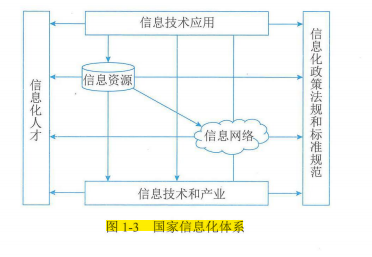 信息技术应用
信息化人才
信息资源
信息网络
信息化政策法规和标准规范
信息技术和产业
图 1-3 国家信息化体系